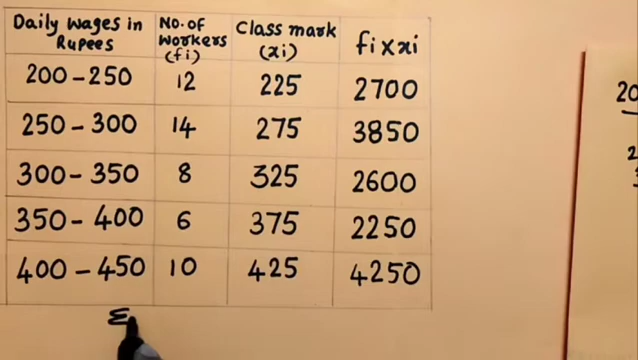 Daily wages in Rupees | No. of workers (fi) | Class mark (xi) | fi×xi
200 – 250 | 12 | 225 | 2700
250 – 300 | 14 | 275 | 3850
300 – 350 | 8 | 325 | 2600
350 – 400 | 6 | 375 | 2250
400 – 450 | 10 | 425 | 4250
Σ
20
2